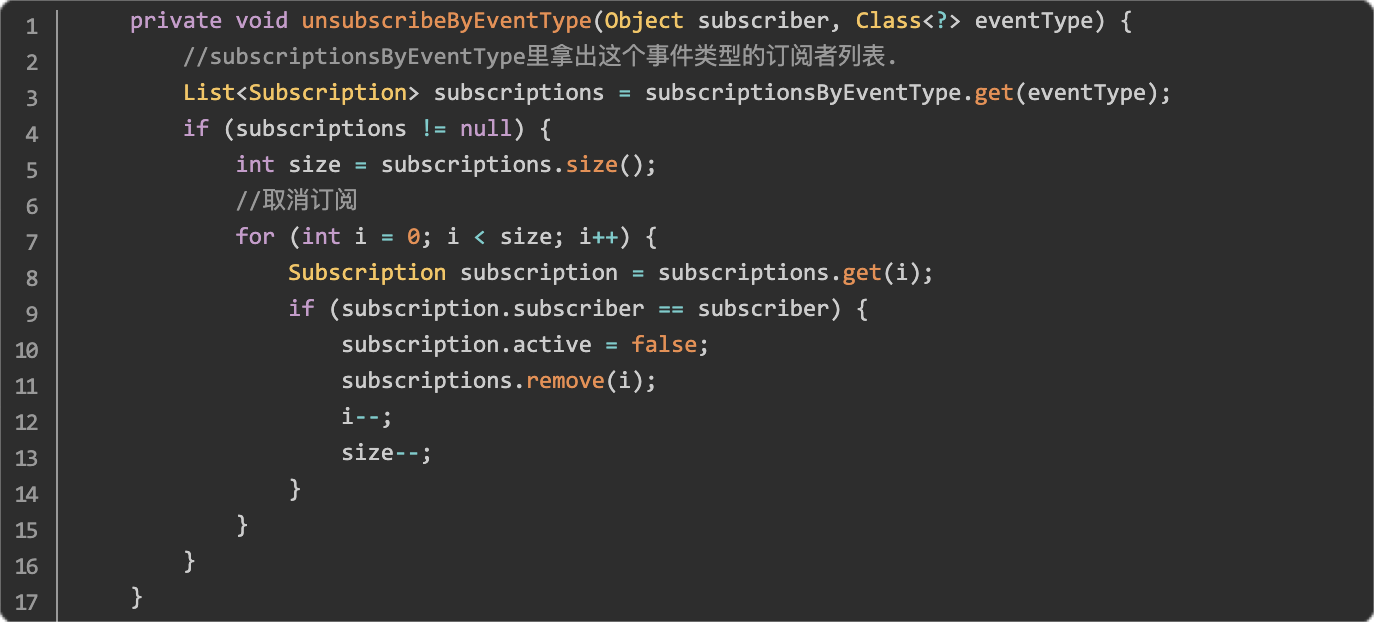 1 private void unsubscribeByEventType(Object subscriber, Class<?> eventType) {
2 //subscriptionsByEventType里拿出这个事件类型的订阅者列表.
3 List<Subscription> subscriptions = subscriptionsByEventType.get(eventType);
4 if (subscriptions != null) {
5 int size = subscriptions.size();
6 //取消订阅
7 for (int i = 0; i < size; i++) {
8 Subscription subscription = subscriptions.get(i);
9 if (subscription.subscriber == subscriber) {
10 subscription.active = false;
11 subscriptions.remove(i);
12 i--;
13 size--;
14 }
15 }
16 }
17 }